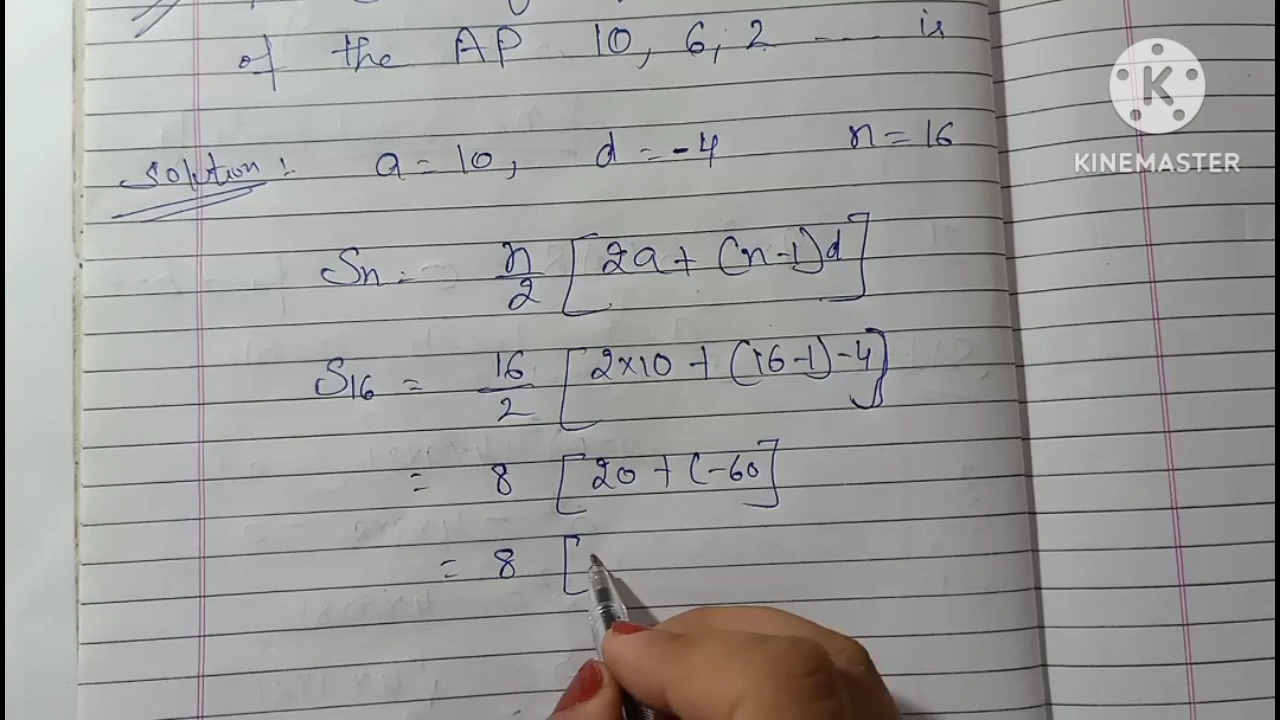 of the AP 10, 6, 2 ---- is
K
KINEMASTER
Solution: a = 10, d = -4 n = 16
Sn = n/2 [2a + (n-1)d]
S16 = 16/2 [2×10 + (16-1)-4]
= 8 [20 + (-60]
= 8 [